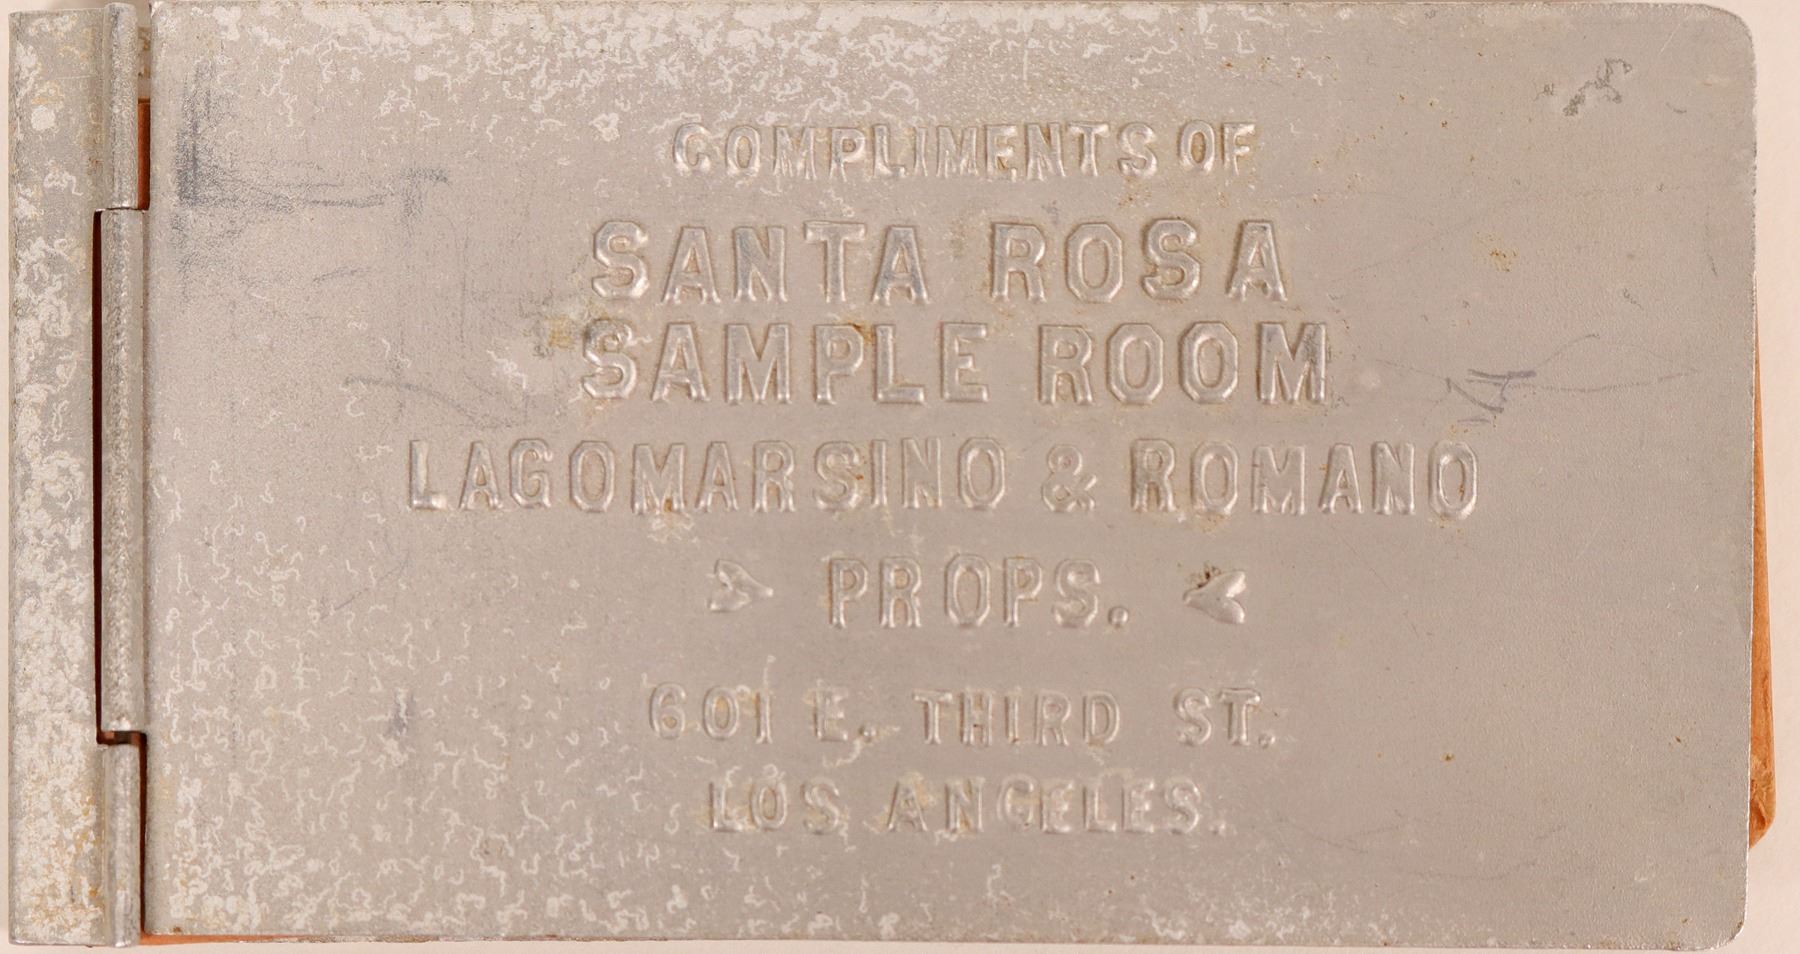 COMPLIMENTS OF
SANTA ROSA
SAMPLE ROOM
LAGOMARSINO & ROMANO
PROPS.
601 E. THIRD ST.
LOS ANGELES.